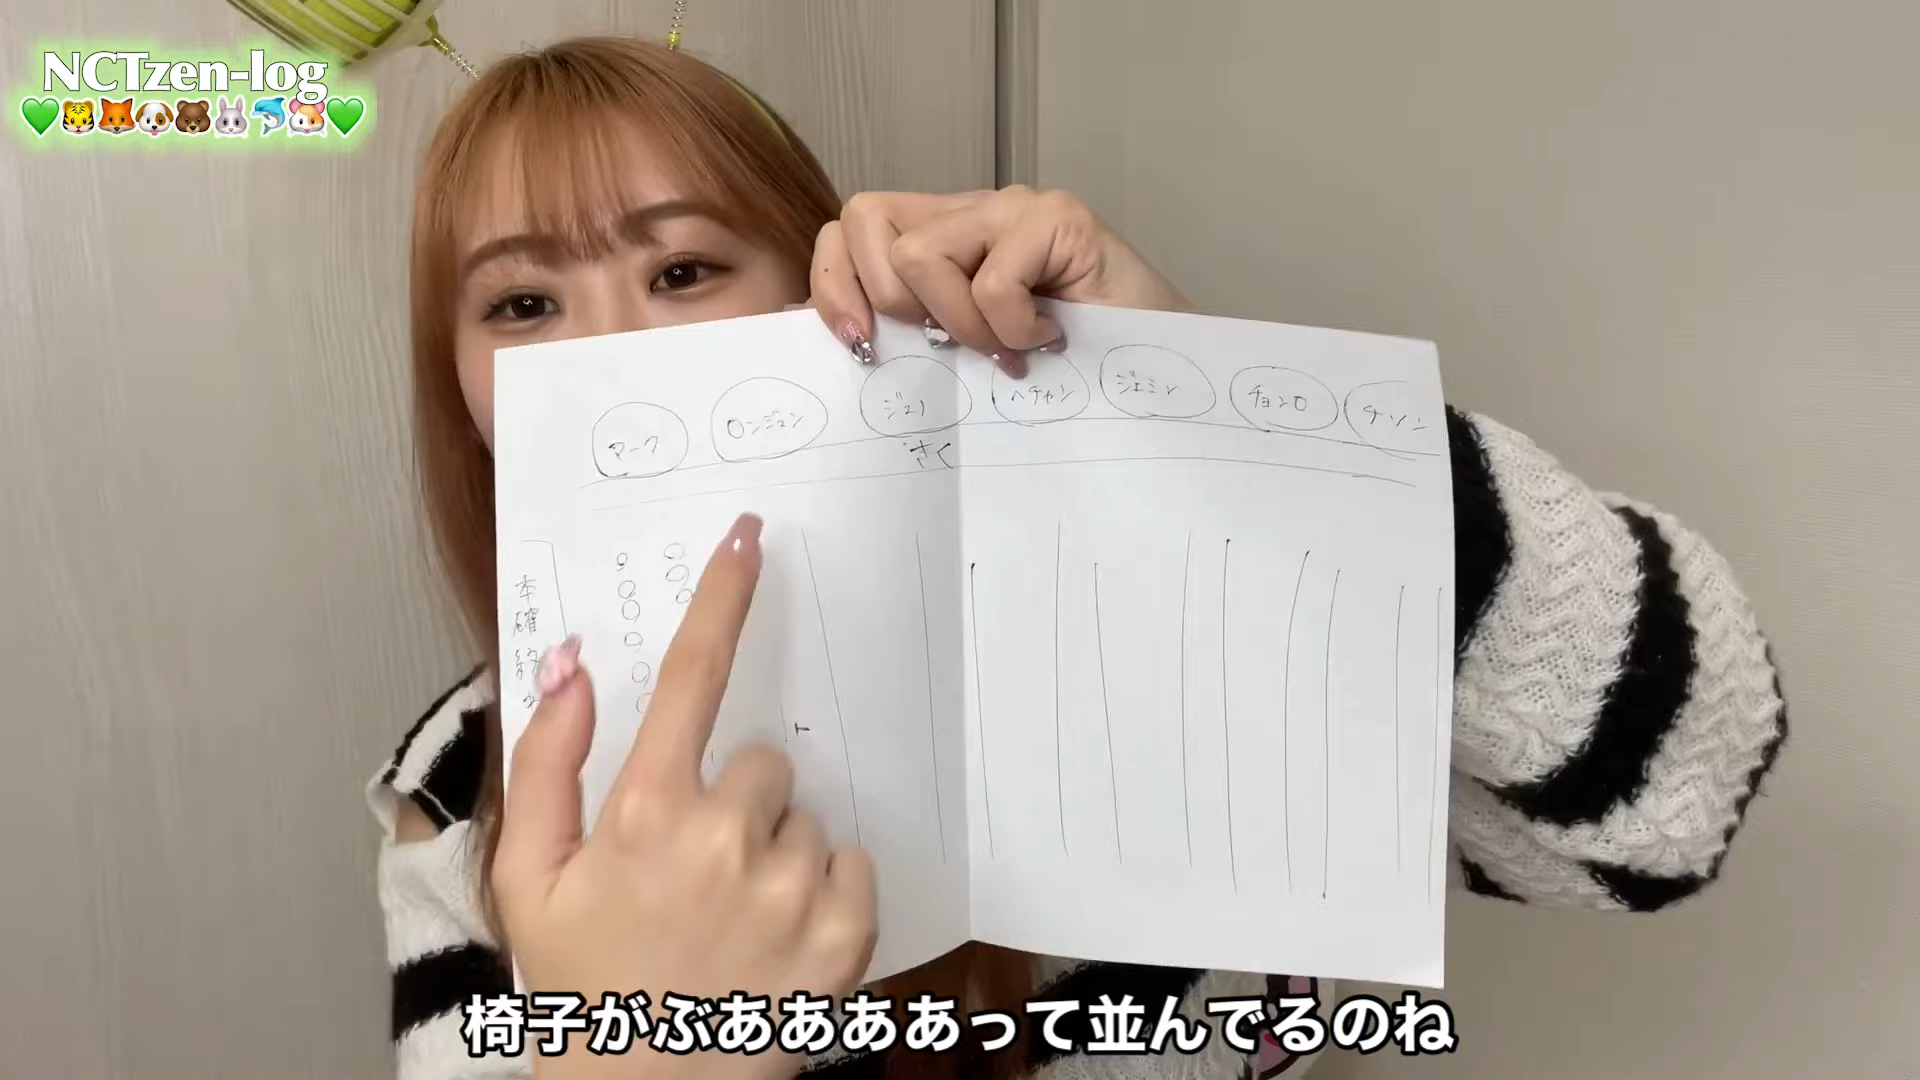 NCTzen-log
マーク
ロンジュン
ジェノ
ヘチャン
ジェミン
チョンロ
チソン
さく
本
確
椅子がぶああああって並んでるのね